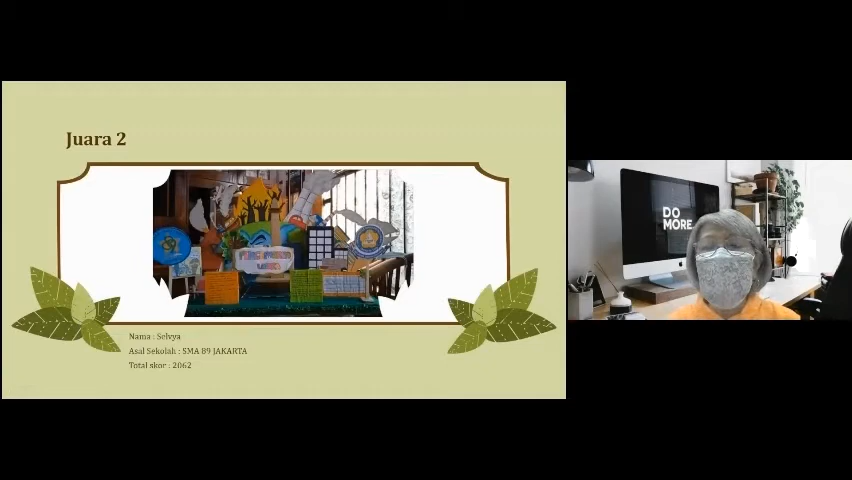 Juara 2
Nama : Selvya
Asal Sekolah : SMA 89 JAKARTA
Total skor : 2062
DO
MORE